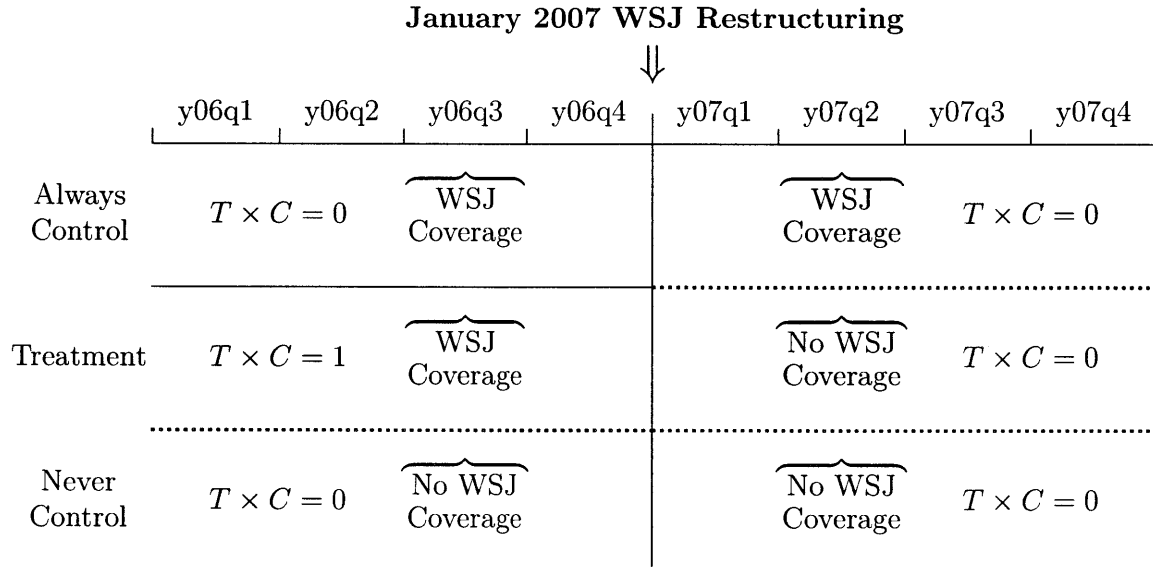 January 2007 WSJ Restructuring
⇓
y06q1 y06q2 y06q3 y06q4 y07q1 y07q2 y07q3 y07q4
Always
Control
T × C = 0
WSJ
Coverage
WSJ
Coverage
T × C = 0
Treatment
T × C = 1
WSJ
Coverage
No WSJ
Coverage
T × C = 0
Never
Control
T × C = 0
No WSJ
Coverage
No WSJ
Coverage
T × C = 0